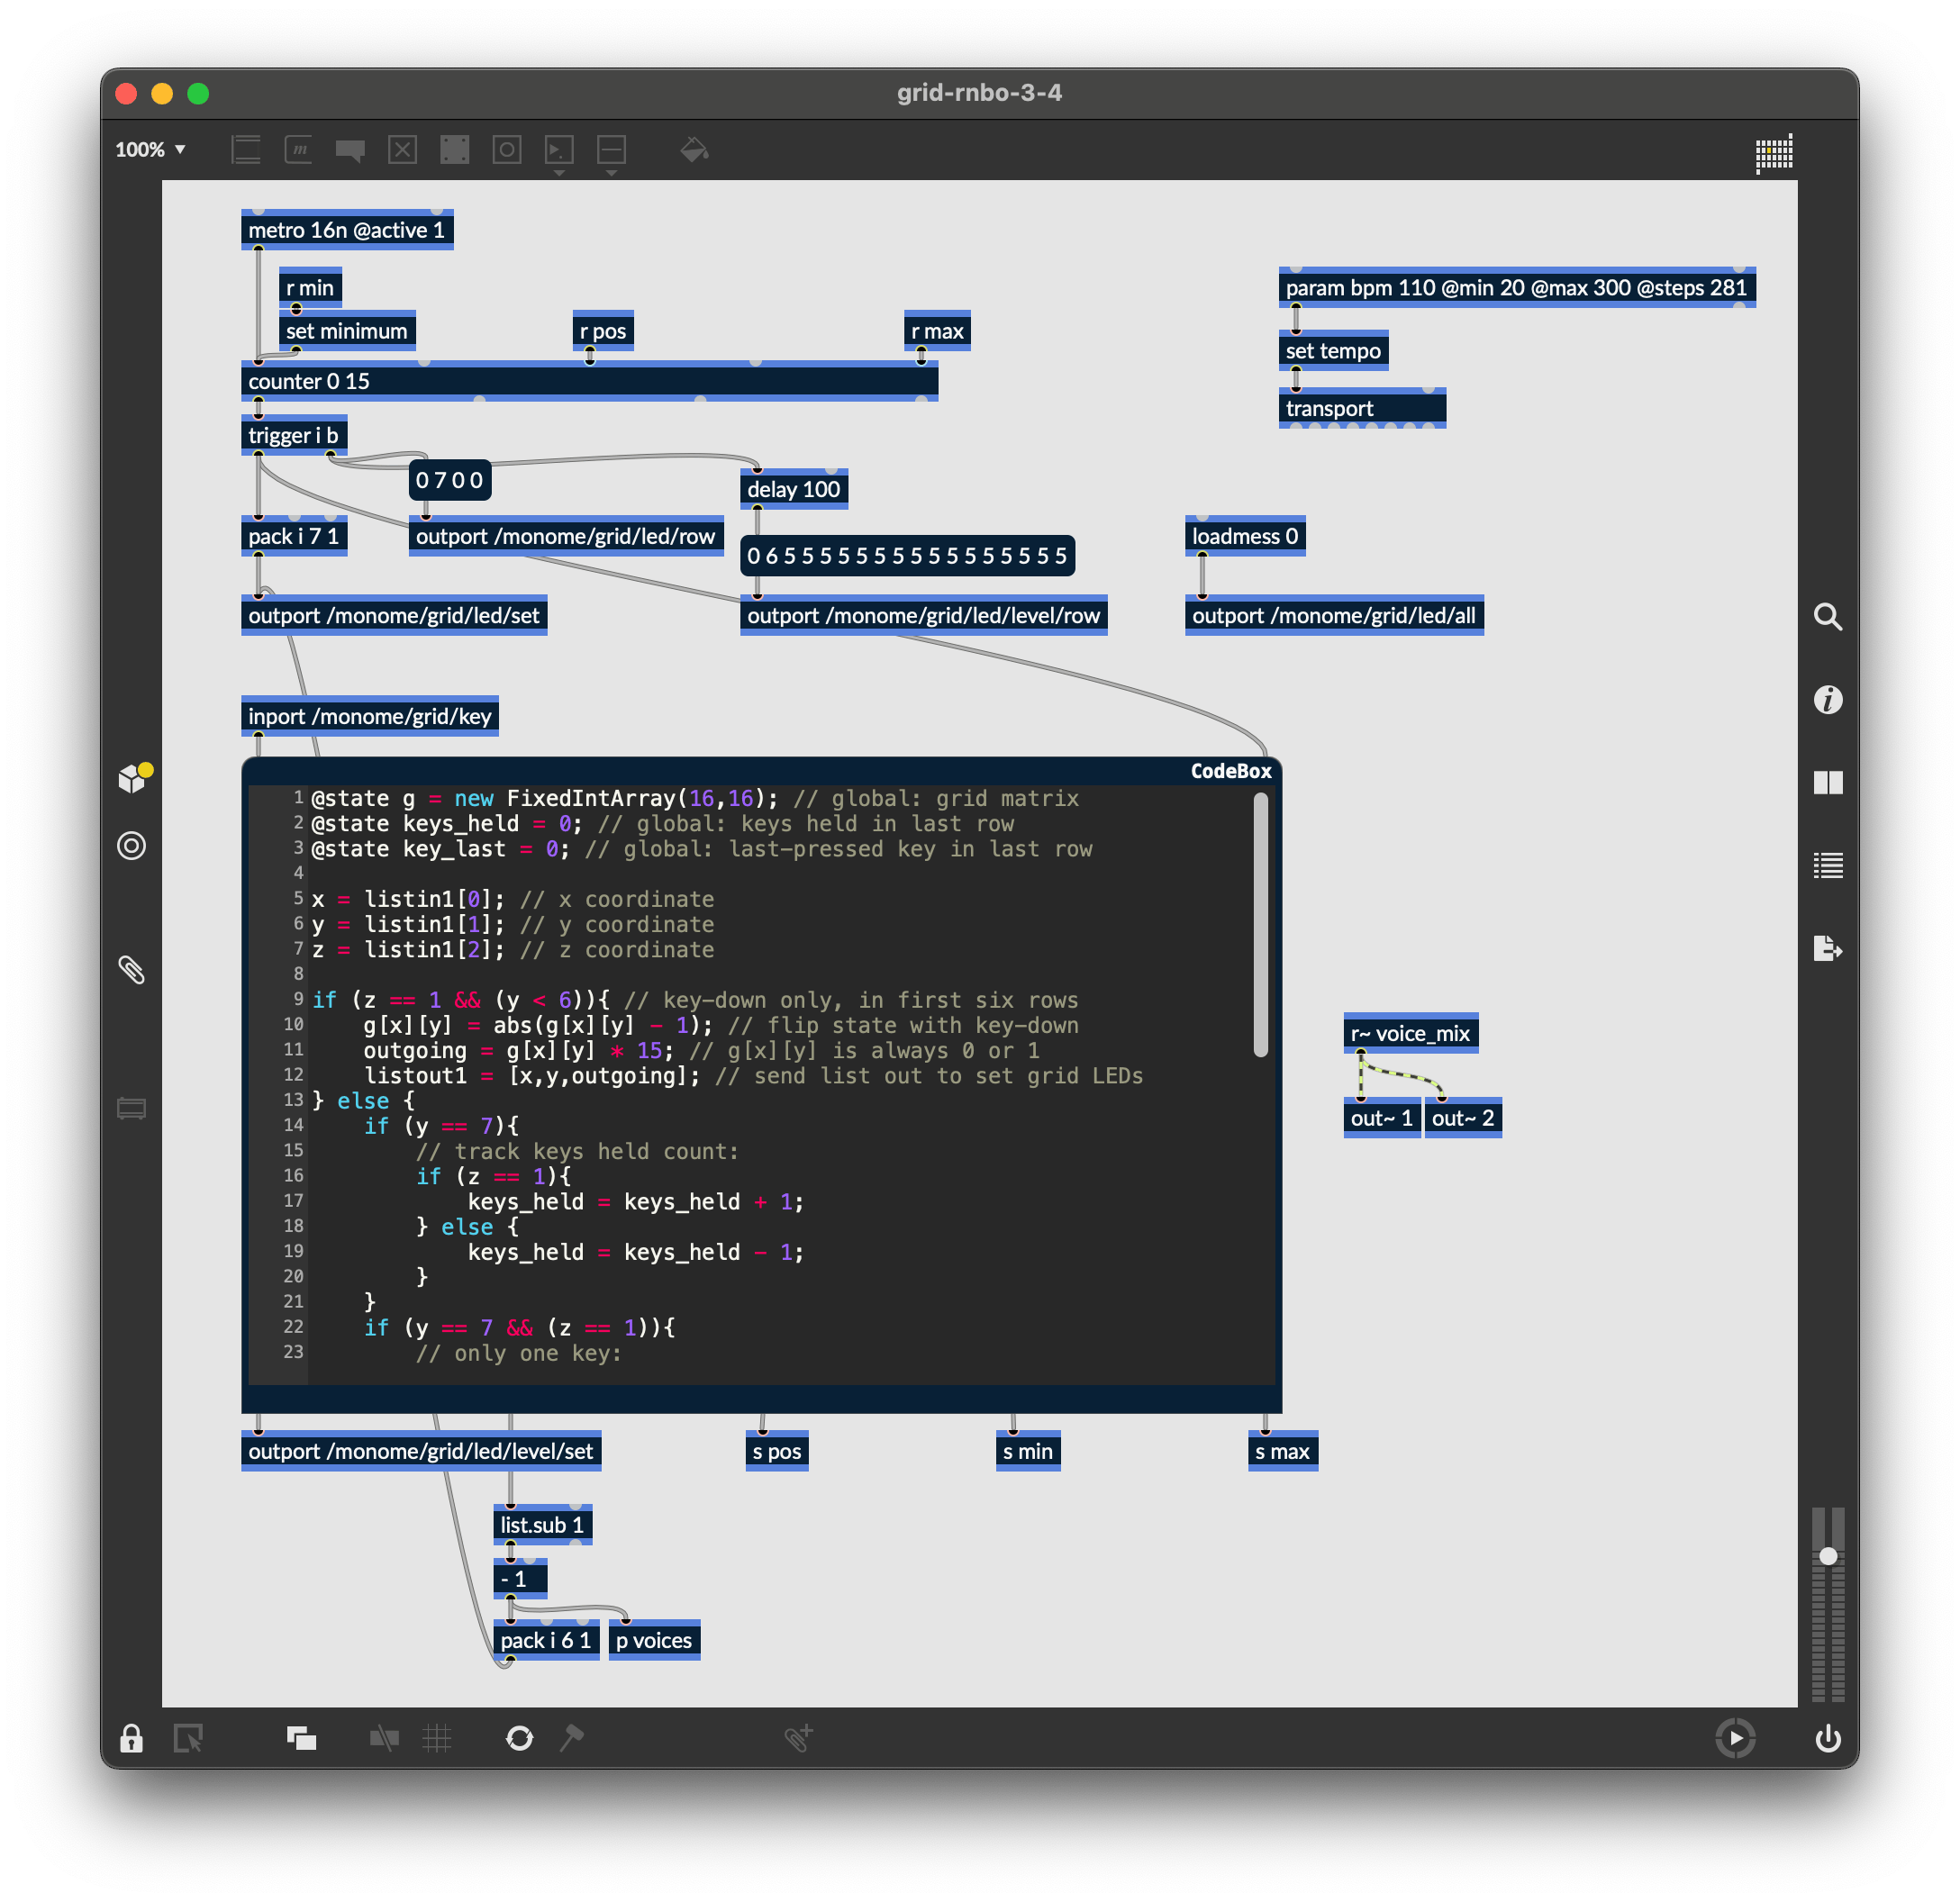 grid-rnbo-3-4
100%
metro 16n @active 1
r min
set minimum
r pos
r max
counter 0 15
trigger i b
0 7 0 0
delay 100
pack i 7 1
outport /monome/grid/led/row
0 6 5 5 5 5 5 5 5 5 5 5 5 5 5 5 5 5
outport /monome/grid/led/set
outport /monome/grid/led/level/row
param bpm 110 @min 20 @max 300 @steps 281
set tempo
transport
loadmess 0
outport /monome/grid/led/all
inport /monome/grid/key
CodeBox
1 @state g = new FixedIntArray(16,16); // global: grid matrix
2 @state keys_held = 0; // global: keys held in last row
3 @state key_last = 0; // global: last-pressed key in last row
4
5 x = listin1[0]; // x coordinate
6 y = listin1[1]; // y coordinate
7 z = listin1[2]; // z coordinate
8
9 if (z == 1 && (y < 6)){ // key-down only, in first six rows
10 g[x][y] = abs(g[x][y] - 1); // flip state with key-down
11 outgoing = g[x][y] * 15; // g[x][y] is always 0 or 1
12 listout1 = [x,y,outgoing]; // send list out to set grid LEDs
13 } else {
14 if (y == 7){
15 // track keys held count:
16 if (z == 1){
17 keys_held = keys_held + 1;
18 } else {
19 keys_held = keys_held - 1;
20 }
21 }
22 if (y == 7 && (z == 1)){
23 // only one key:
r~ voice_mix
out~ 1
out~ 2
outport /monome/grid/led/level/set
s pos
s min
s max
list.sub 1
- 1
pack i 6 1
p voices